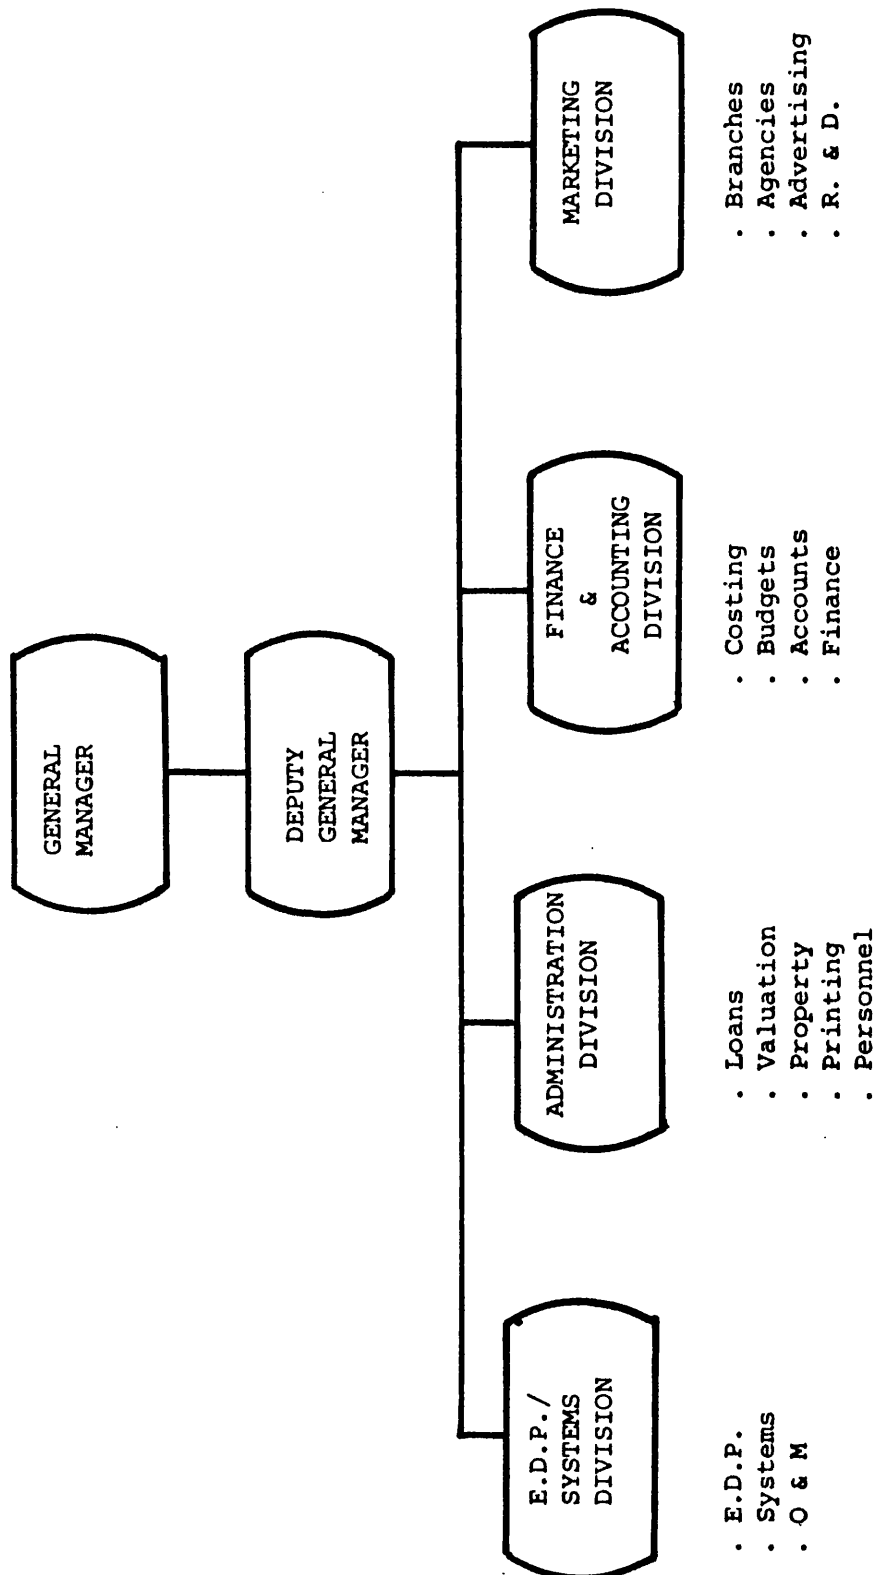 GENERAL
MANAGER
DEPUTY
GENERAL
MANAGER
E.D.P./
SYSTEMS
DIVISION
ADMINISTRATION
DIVISION
FINANCE
&
ACCOUNTING
DIVISION
MARKETING
DIVISION
. E.D.P.
. Systems
. O & M
. Loans
. Valuation
. Property
. Printing
. Personnel
. Costing
. Budgets
. Accounts
. Finance
. Branches
. Agencies
. Advertising
. R. & D.